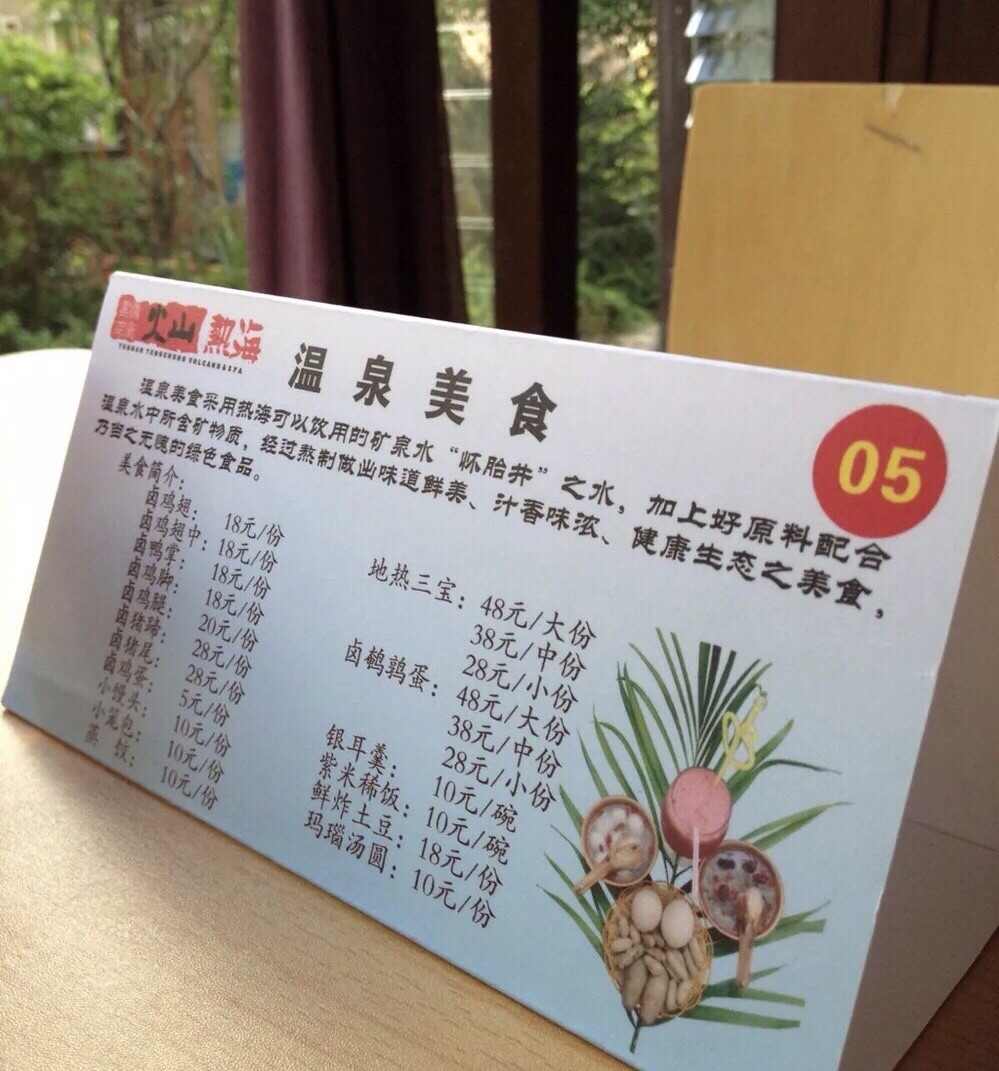 火山热海
YUNNAN TENGCHONG VOLCANO & SPA
温泉美食
05
温泉美食采用热海可以饮用的矿泉水“怀胎井”之水，加上好原料配合
温泉水中所含矿物质，经过熬制做出味道鲜美、汁香味浓、健康生态之美食，
乃当之无愧的绿色食品。
美食简介：
卤鸡翅： 18元/份
卤鸡翅中： 18元/份
卤鸭掌： 18元/份
卤鸡脚： 18元/份
卤鸡腿： 20元/份
卤猪蹄： 28元/份
卤猪尾： 28元/份
卤鸡蛋： 5元/份
小馒头： 10元/份
小笼包： 10元/份
蒸 饺： 10元/份
地热三宝： 48元/大份
38元/中份
28元/小份
卤鹌鹑蛋： 48元/大份
38元/中份
28元/小份
银耳羹： 10元/碗
紫米稀饭： 10元/碗
鲜炸土豆： 18元/份
玛瑙汤圆： 10元/份